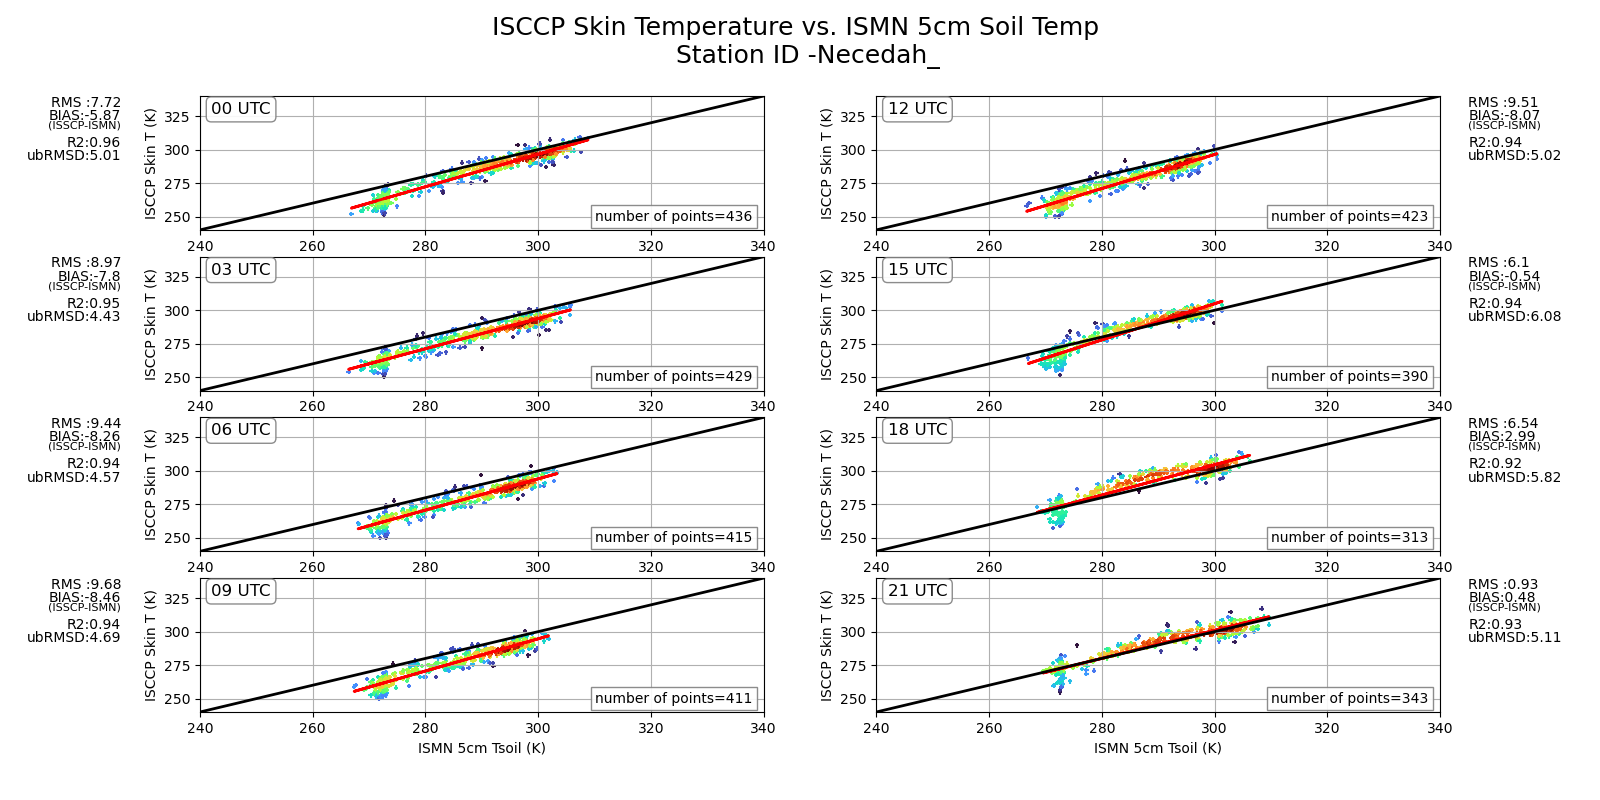 ISCCP Skin Temperature vs. ISMN 5cm Soil Temp
Station ID -Necedah_
RMS :7.72
BIAS:-5.87
(ISSCP-ISMN)
R2:0.96
ubRMSD:5.01
ISCCP Skin T (K)
325
300
275
250
00 UTC
number of points=436
240 260 280 300 320 340
12 UTC
ISCCP Skin T (K)
325
300
275
250
number of points=423
240 260 280 300 320 340
RMS :9.51
BIAS:-8.07
(ISSCP-ISMN)
R2:0.94
ubRMSD:5.02
RMS :8.97
BIAS:-7.8
(ISSCP-ISMN)
R2:0.95
ubRMSD:4.43
ISCCP Skin T (K)
325
300
275
250
03 UTC
number of points=429
240 260 280 300 320 340
15 UTC
ISCCP Skin T (K)
325
300
275
250
number of points=390
240 260 280 300 320 340
RMS :6.1
BIAS:-0.54
(ISSCP-ISMN)
R2:0.94
ubRMSD:6.08
RMS :9.44
BIAS:-8.26
(ISSCP-ISMN)
R2:0.94
ubRMSD:4.57
ISCCP Skin T (K)
325
300
275
250
06 UTC
number of points=415
240 260 280 300 320 340
18 UTC
ISCCP Skin T (K)
325
300
275
250
number of points=313
240 260 280 300 320 340
RMS :6.54
BIAS:2.99
(ISSCP-ISMN)
R2:0.92
ubRMSD:5.82
RMS :9.68
BIAS:-8.46
(ISSCP-ISMN)
R2:0.94
ubRMSD:4.69
ISCCP Skin T (K)
325
300
275
250
09 UTC
number of points=411
240 260 280 300 320 340
ISMN 5cm Tsoil (K)
21 UTC
ISCCP Skin T (K)
325
300
275
250
number of points=343
240 260 280 300 320 340
ISMN 5cm Tsoil (K)
RMS :0.93
BIAS:0.48
(ISSCP-ISMN)
R2:0.93
ubRMSD:5.11